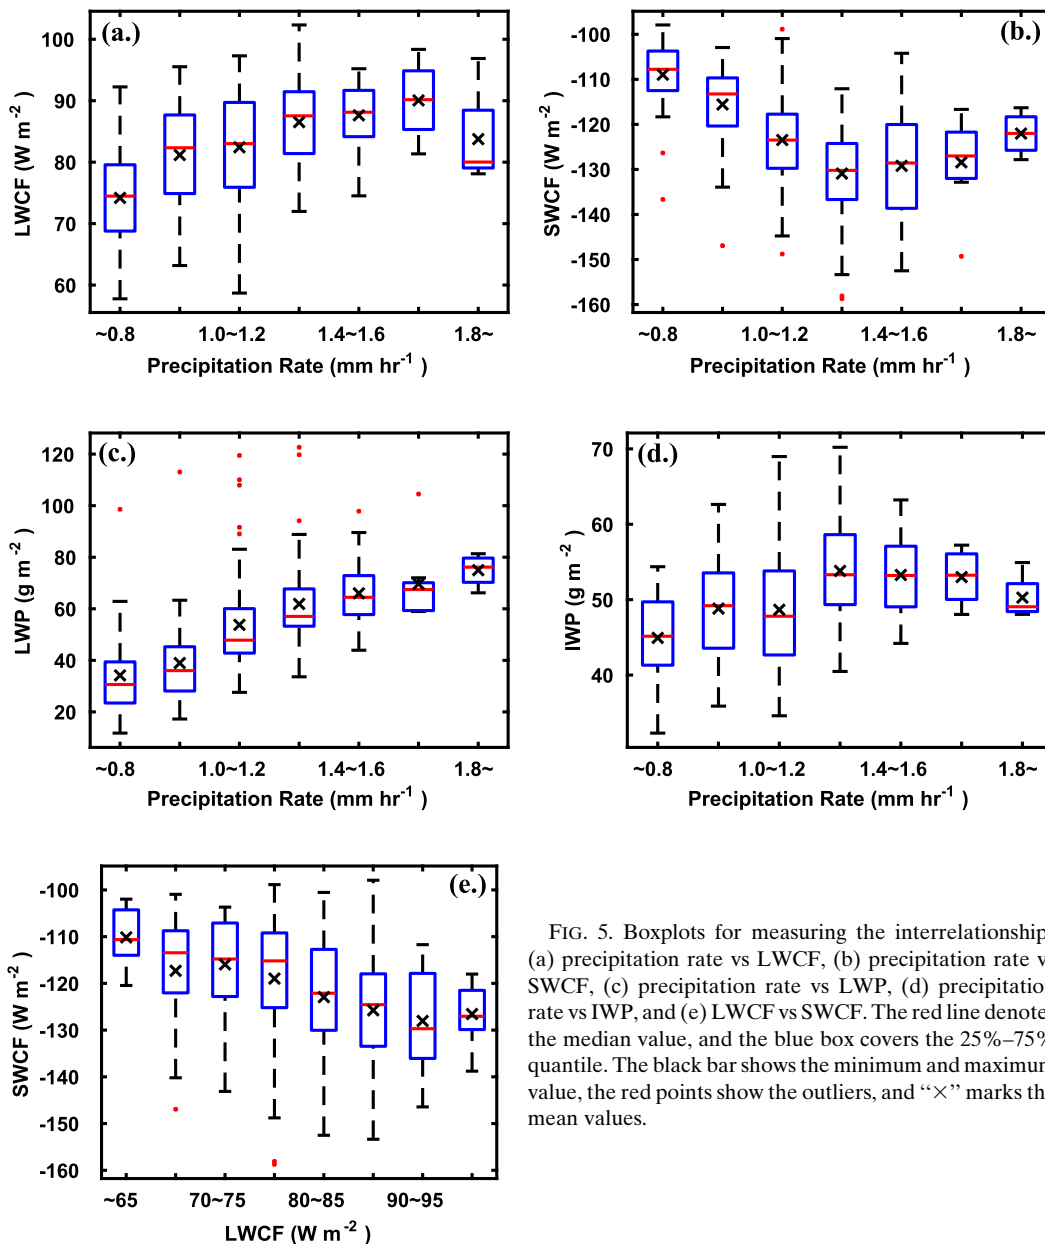 (a.)
LWCF (W m-2 )
100
90
80
70
60
~0.8
1.0~1.2
1.4~1.6
1.8~
Precipitation Rate (mm hr-1 )
(b.)
SWCF (W m-2 )
-100
-110
-120
-130
-140
-150
-160
~0.8
1.0~1.2
1.4~1.6
1.8~
Precipitation Rate (mm hr-1 )
(c.)
LWP (g m-2 )
120
100
80
60
40
20
~0.8
1.0~1.2
1.4~1.6
1.8~
Precipitation Rate (mm hr-1 )
(d.)
IWP (g m-2 )
70
60
50
40
~0.8
1.0~1.2
1.4~1.6
1.8~
Precipitation Rate (mm hr-1 )
(e.)
SWCF (W m-2 )
-100
-110
-120
-130
-140
-150
-160
~65
70~75
80~85
90~95
LWCF (W m-2 )
FIG. 5. Boxplots for measuring the interrelationship
(a) precipitation rate vs LWCF, (b) precipitation rate v
SWCF, (c) precipitation rate vs LWP, (d) precipitation
rate vs IWP, and (e) LWCF vs SWCF. The red line denote
the median value, and the blue box covers the 25%–75%
quantile. The black bar shows the minimum and maximum
value, the red points show the outliers, and “×” marks th
mean values.